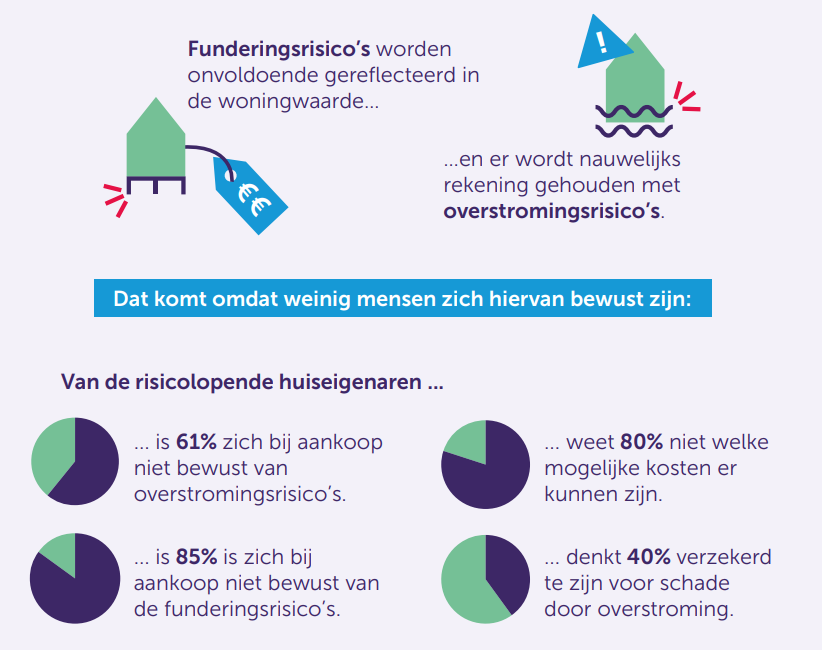 Funderingsrisico's worden
onvoldoende gereflecteerd in
de woningwaarde...
!
€€
...en er wordt nauwelijks
rekening gehouden met
overstromingsrisico's.
Dat komt omdat weinig mensen zich hiervan bewust zijn:
Van de risicolopende huiseigenaren ...
... is 61% zich bij aankoop
niet bewust van
overstromingsrisico's.
... weet 80% niet welke
mogelijke kosten er
kunnen zijn.
... is 85% is zich bij
aankoop niet bewust van
de funderingsrisico's.
... denkt 40% verzekerd
te zijn voor schade
door overstroming.